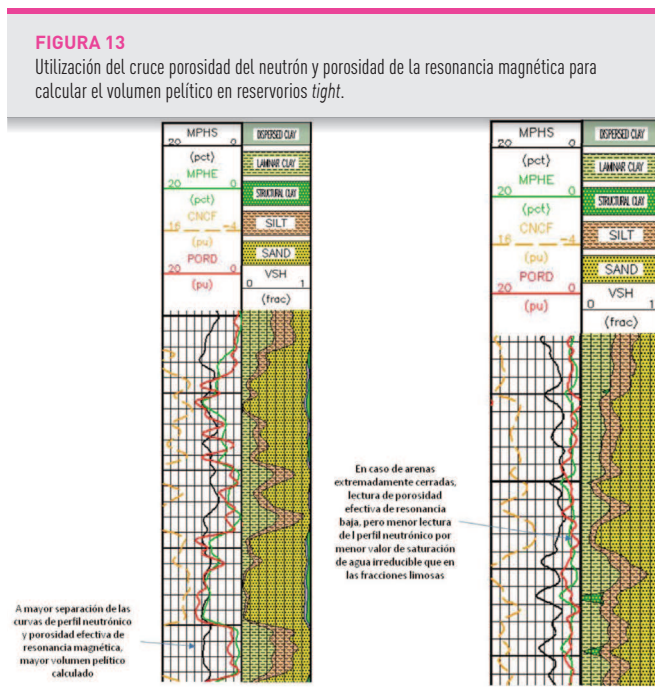 FIGURA 13
Utilización del cruce porosidad del neutrón y porosidad de la resonancia magnética para
calcular el volumen pelítico en reservorios tight.
MPHS
20 0
(pct)
MPHE
20 0
(pct)
CNCF
16 -4
(pu)
PORD
20 0
(pu)
DISPERSED CLAY
LAMINAR CLAY
STRUCTURAL CLAY
SILT
SAND
VSH
0 1
(frac)
A mayor separación de las
curvas de perfil neutrónico
y porosidad efectiva de
resonancia magnética,
mayor volumen pelítico
calculado
MPHS
20 0
(pct)
MPHE
20 0
(pct)
CNCF
16 -4
(pu)
PORD
20 0
(pu)
DISPERSED CLAY
LAMINAR CLAY
STRUCTURAL CLAY
SILT
SAND
VSH
0 1
(frac)
En caso de arenas
extremadamente cerradas,
lectura de porosidad
efectiva de resonancia
baja, pero menor lectura
de l perfil neutrónico por
menor valor de saturación
de agua irreducible que en
las fracciones limosas